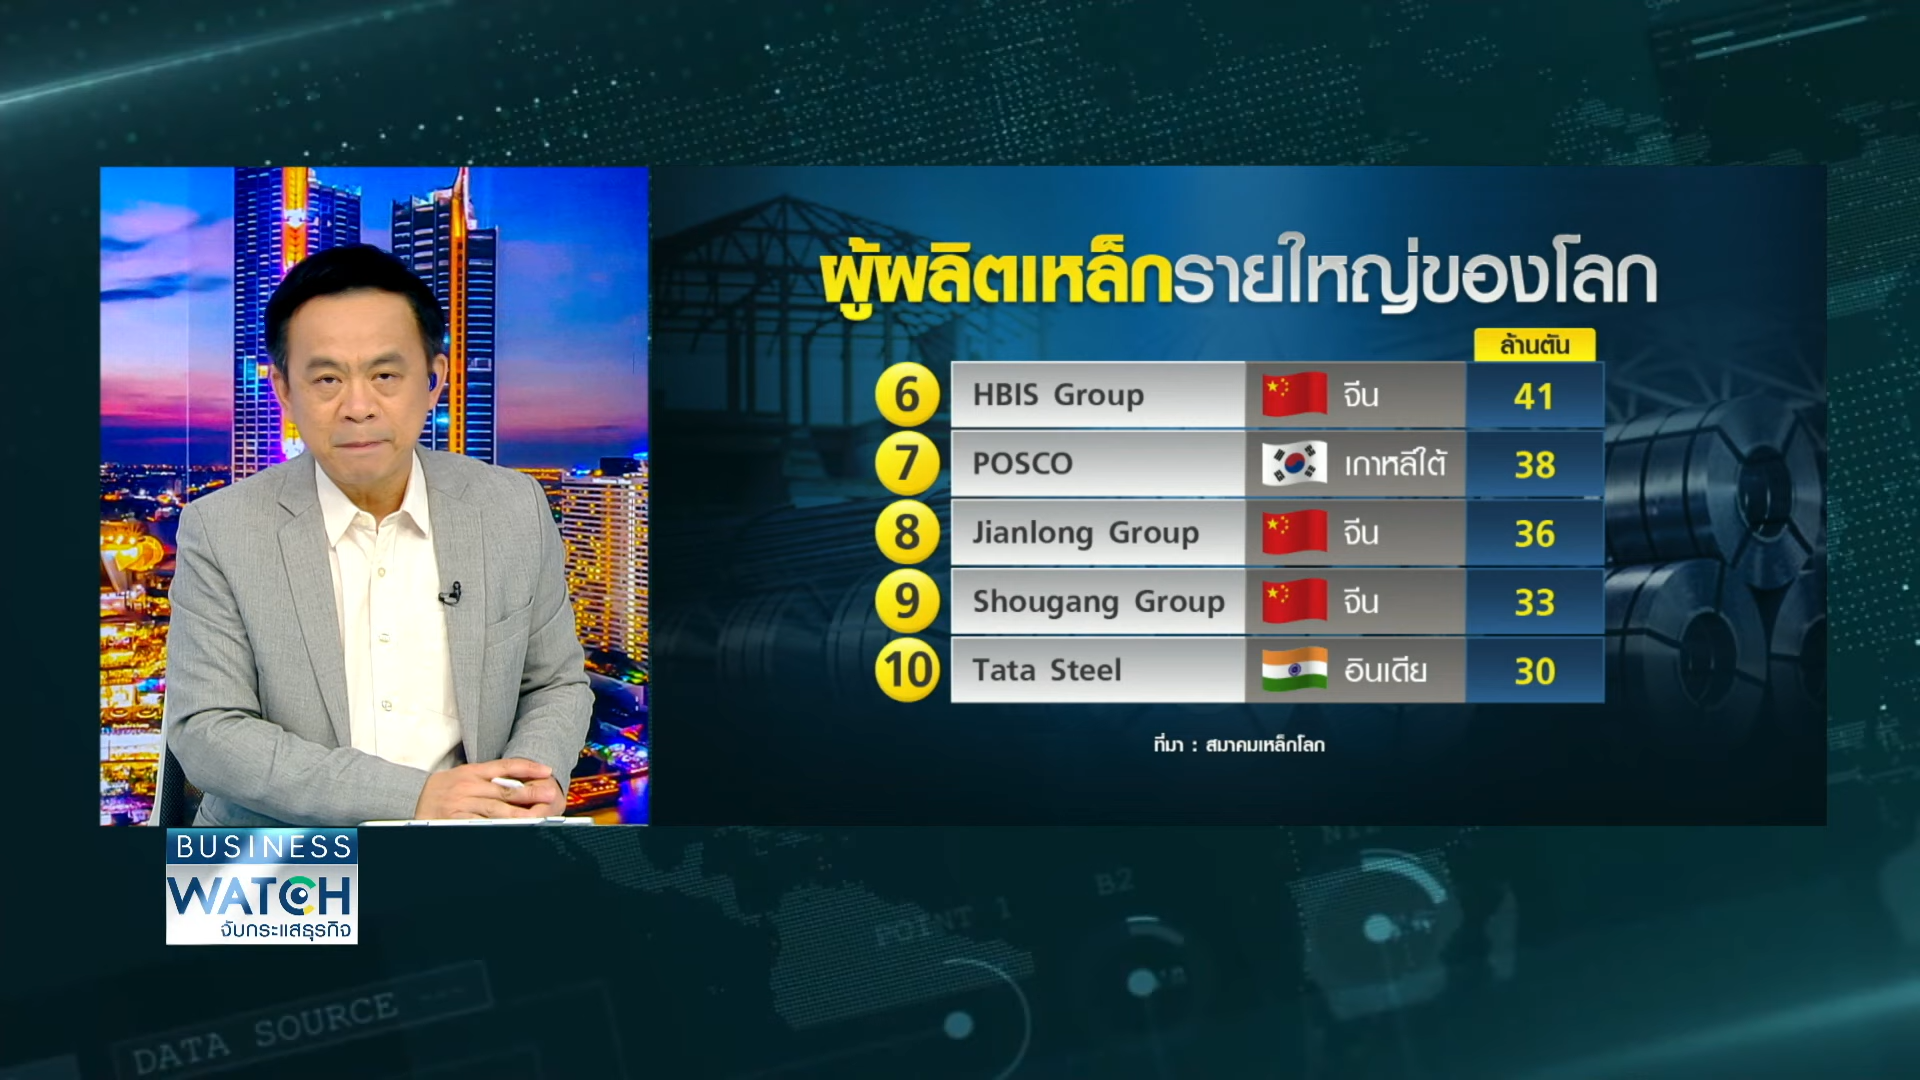 ผู้ผลิตเหล็กรายใหญ่ของโลก
ล้านตัน
6 HBIS Group จีน 41
7 POSCO เกาหลีใต้ 38
8 Jianlong Group จีน 36
9 Shougang Group จีน 33
10 Tata Steel อินเดีย 30
ที่มา : สมาคมเหล็กโลก
BUSINESS
WATCH
จับกระแสธุรกิจ
B2
POINT 1
DATA SOURCE